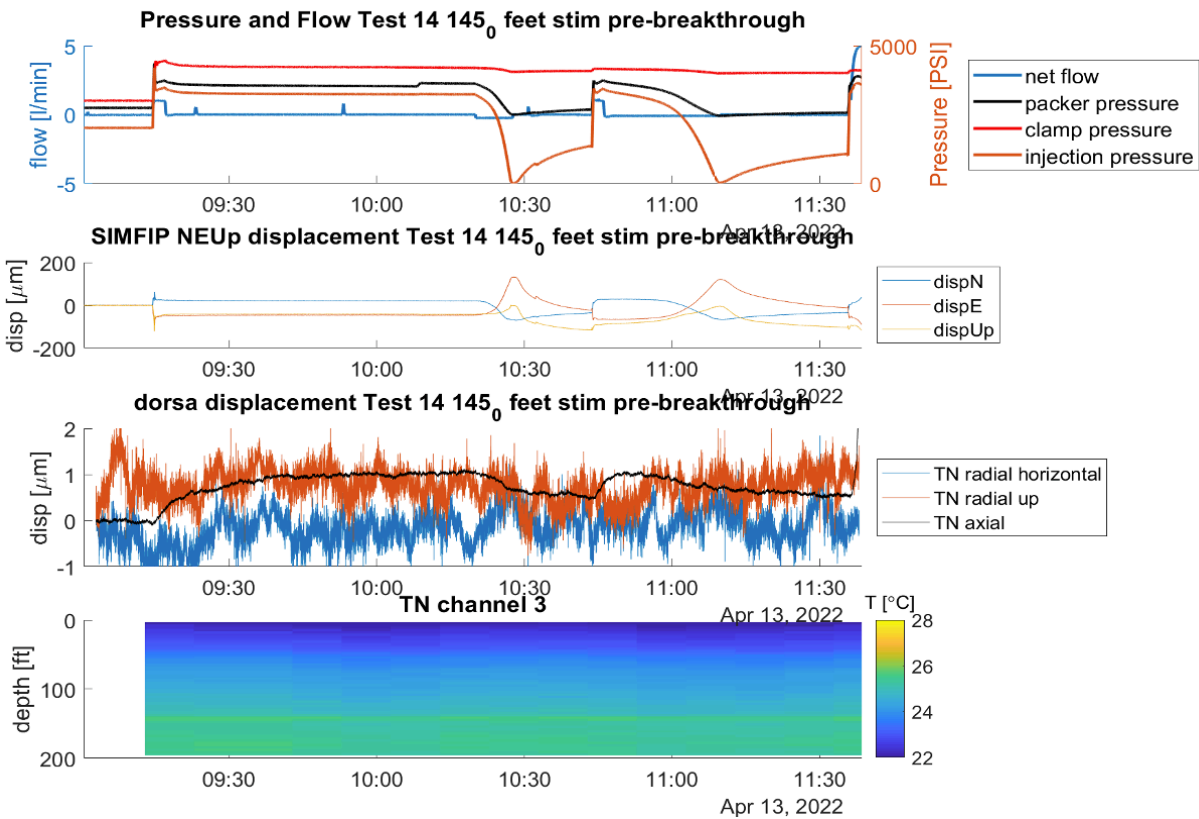 Pressure and Flow Test 14 145₀ feet stim pre-breakthrough
5
0
-5
flow [l/min]
5000
0
Pressure [PSI]
net flow
packer pressure
clamp pressure
injection pressure
09:30 10:00 10:30 11:00 11:30
Apr 13, 2022
SIMFIP NEUp displacement Test 14 145₀ feet stim pre-breakthrough
200
0
-200
disp [μm]
dispN
dispE
dispUp
09:30 10:00 10:30 11:00 11:30
Apr 13, 2022
dorsa displacement Test 14 145₀ feet stim pre-breakthrough
2
1
0
-1
disp [μm]
TN radial horizontal
TN radial up
TN axial
09:30 10:00 10:30 11:00 11:30
Apr 13, 2022
TN channel 3
0
100
200
depth [ft]
T [°C]
28
26
24
22
09:30 10:00 10:30 11:00 11:30
Apr 13, 2022